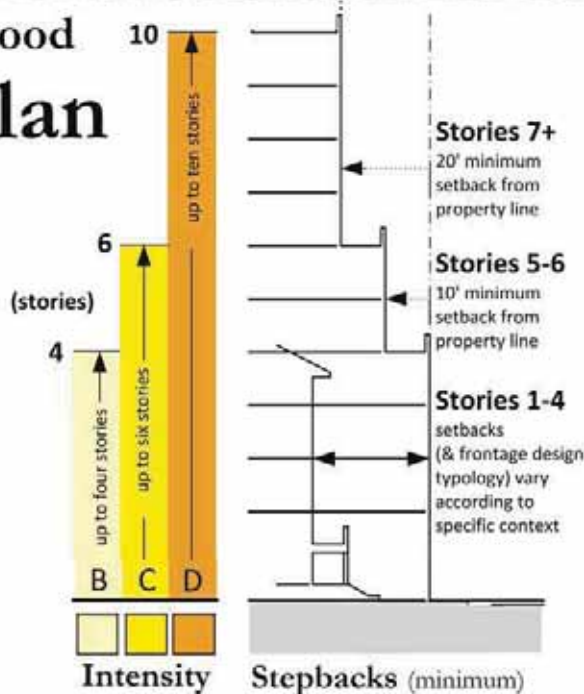 ood
lan
10
up to ten stories
6
(stories)
up to six stories
4
up to four stories
B C D
Intensity
Stories 7+
20' minimum
setback from
property line
Stories 5-6
10' minimum
setback from
property line
Stories 1-4
setbacks
(& frontage design
typology) vary
according to
specific context
Stepbacks (minimum)